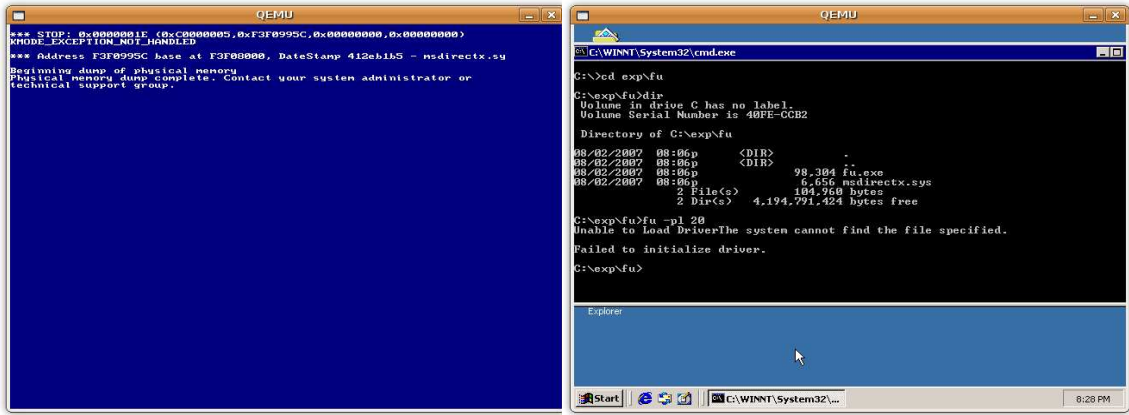 QEMU
*** STOP: 0x0000001E (0xC0000005,0xF3F0995C,0x00000000,0x00000000)
KMODE_EXCEPTION_NOT_HANDLED
*** Address F3F0995C base at F3F08000, DateStamp 412eb1b5 - msdirectx.sy
Beginning dump of physical memory
Physical memory dump complete. Contact your system administrator or
technical support group.
QEMU
C:\WINNT\System32\cmd.exe
C:\>cd exp\fu
C:\exp\fu>dir
Volume in drive C has no label.
Volume Serial Number is 40FE-CCB2
Directory of C:\exp\fu
08/02/2007 08:06p <DIR> .
08/02/2007 08:06p <DIR> ..
08/02/2007 08:06p 98,304 fu.exe
08/02/2007 08:06p 6,656 msdirectx.sys
2 File(s) 104,960 bytes
2 Dir(s) 4,194,791,424 bytes free
C:\exp\fu>fu -pl 20
Unable to Load DriverThe system cannot find the file specified.
Failed to initialize driver.
C:\exp\fu>
Explorer
Start
C:\WINNT\System32\...
8:28 PM